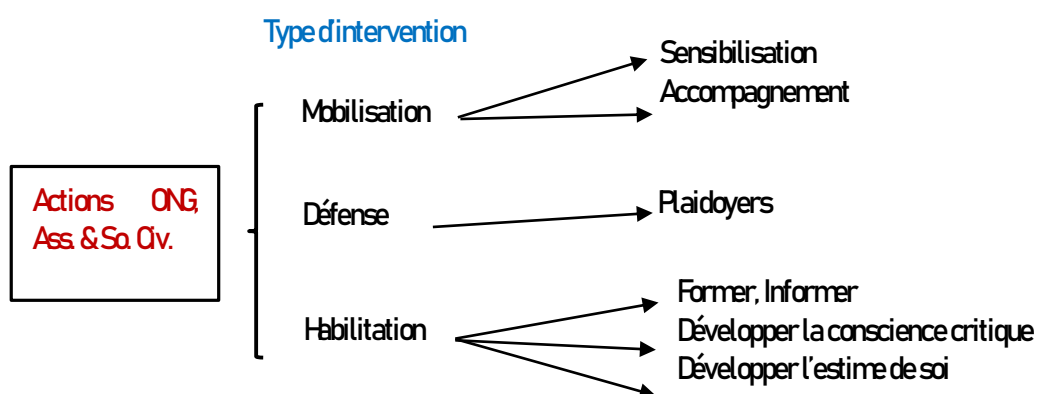 Type d'intervention
Sensibilisation
Accompagnement
Mobilisation
Actions ONG,
Ass. & So. Civ.
Défense
Plaidoyers
Habilitation
Former, Informer
Développer la conscience critique
Développer l'estime de soi